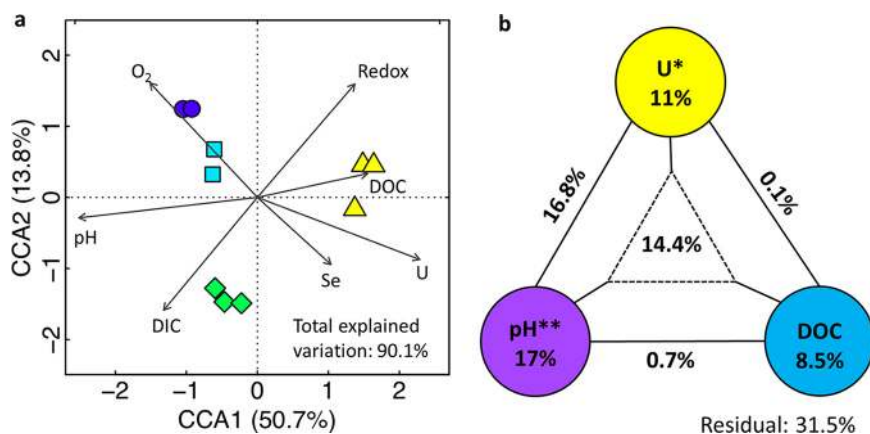 a
2
1
0
−1
−2
CCA2 (13.8%)
O2
Redox
DOC
pH
Se
U
DIC
Total explained
variation: 90.1%
−2
−1
0
1
2
CCA1 (50.7%)
b
U*
11%
16.8%
0.1%
14.4%
pH**
17%
DOC
8.5%
0.7%
Residual: 31.5%